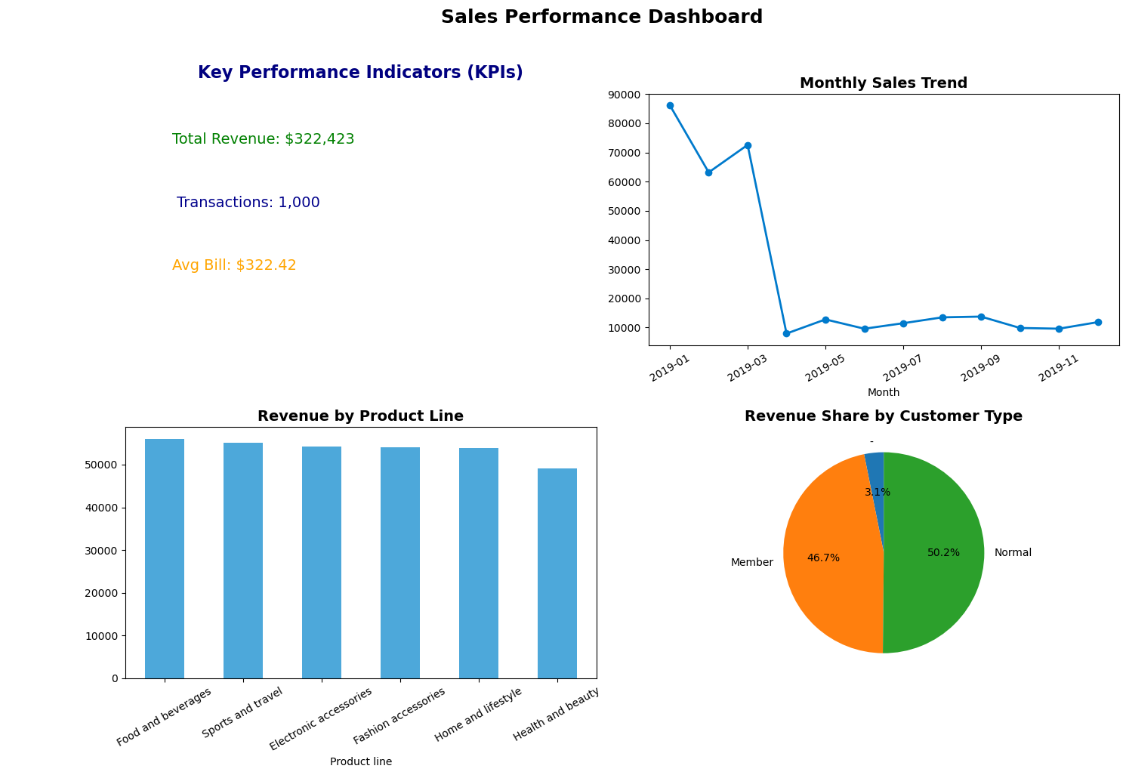 Sales Performance Dashboard
Key Performance Indicators (KPIs)
Total Revenue: $322,423
Transactions: 1,000
Avg Bill: $322.42
Monthly Sales Trend
90000
80000
70000
60000
50000
40000
30000
20000
10000
2019-01
2019-03
2019-05
2019-07
2019-09
2019-11
Month
Revenue by Product Line
50000
40000
30000
20000
10000
0
Food and beverages
Sports and travel
Electronic accessories
Fashion accessories
Home and lifestyle
Health and beauty
Product line
Revenue Share by Customer Type
-
3.1%
Member
46.7%
50.2%
Normal